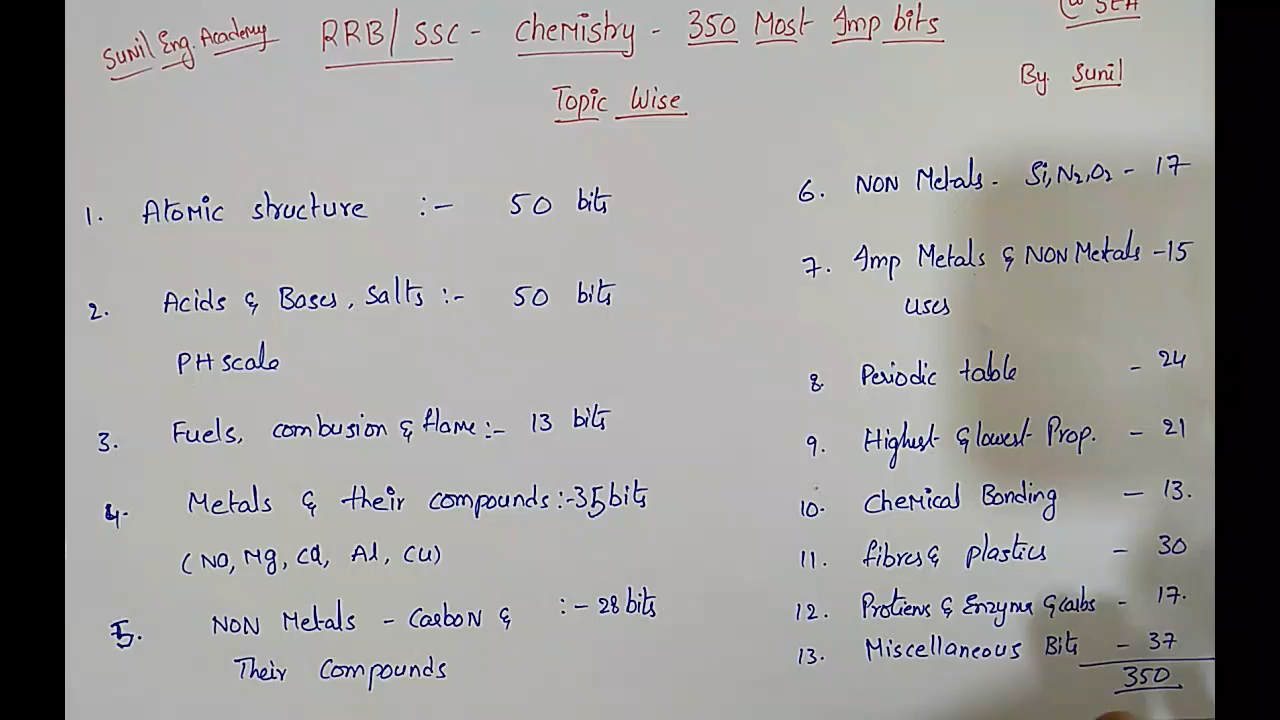 Sunil Eng. Academy RRB/ SSC - Chemistry - 350 Most Imp bits @ SEA
By Sunil
Topic Wise
1. Atomic structure :- 50 bits
2. Acids & Bases, Salts :- 50 bits
PH scale
3. Fuels, combusion & flame :- 13 bits
4. Metals & their compounds :- 35 bits
(Na, Mg, Ca, Al, Cu)
5. NON Metals - Carbon & :- 28 bits
Their Compounds
6. NON Metals - Si, N2, O2 - 17
7. Imp Metals & NON Metals - 15
uses
8. Periodic table - 24
9. Highest & lowest Prop. - 21
10. Chemical Bonding - 13.
11. fibres & plastics - 30
12. Protiens & Enzyme & carbs - 17.
13. Miscellaneous Bits - 37
350